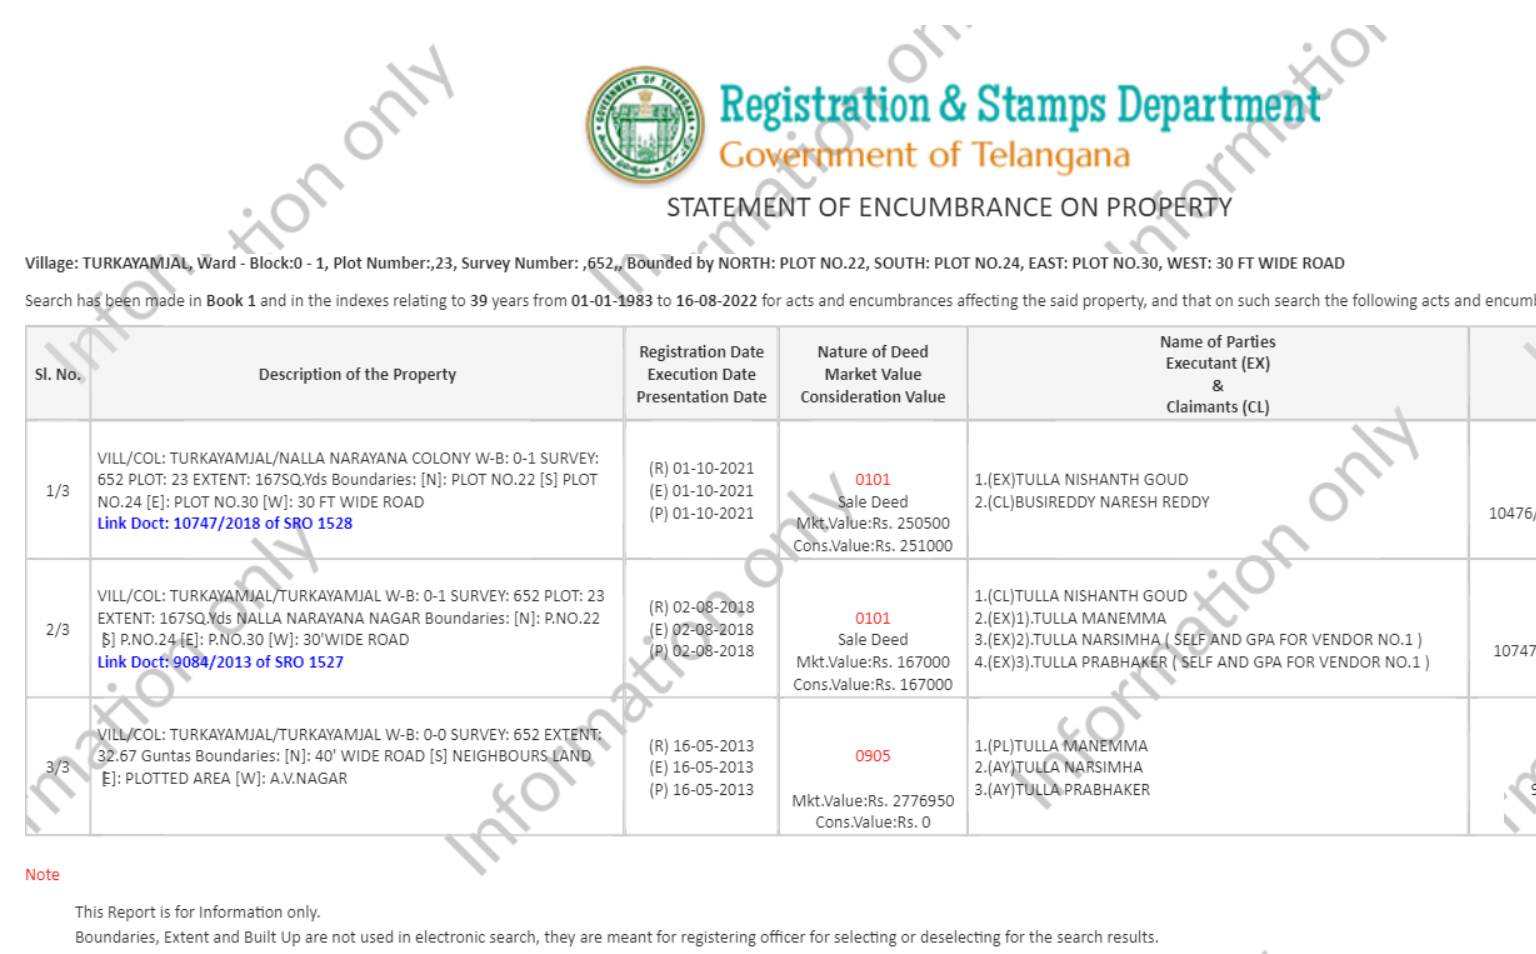 Registration & Stamps Department
Government of Telangana
STATEMENT OF ENCUMBRANCE ON PROPERTY
Village: TURKAYAMJAL, Ward - Block:0 - 1, Plot Number:,23, Survey Number: ,652,, Bounded by NORTH: PLOT NO.22, SOUTH: PLOT NO.24, EAST: PLOT NO.30, WEST: 30 FT WIDE ROAD
Search has been made in Book 1 and in the indexes relating to 39 years from 01-01-1983 to 16-08-2022 for acts and encumbrances affecting the said property, and that on such search the following acts and
Sl. No.
Description of the Property
Registration Date
Execution Date
Presentation Date
Nature of Deed
Market Value
Consideration Value
Name of Parties
Executant (EX)
&
Claimants (CL)
1/3
VILL/COL: TURKAYAMJAL/NALLA NARAYANA COLONY W-B: 0-1 SURVEY:
652 PLOT: 23 EXTENT: 167SQ.Yds Boundaries: [N]: PLOT NO.22 [S] PLOT
NO.24 [E]: PLOT NO.30 [W]: 30 FT WIDE ROAD
Link Doct: 10747/2018 of SRO 1528
(R) 01-10-2021
(E) 01-10-2021
(P) 01-10-2021
0101
Sale Deed
Mkt.Value:Rs. 250500
Cons.Value:Rs. 251000
1.(EX)TULLA NISHANTH GOUD
2.(CL)BUSIREDDY NARESH REDDY
10476/
2/3
VILL/COL: TURKAYAMJAL/TURKAYAMJAL W-B: 0-1 SURVEY: 652 PLOT: 23
EXTENT: 167SQ.Yds NALLA NARAYANA NAGAR Boundaries: [N]: P.NO.22
[S] P.NO.24 [E]: P.NO.30 [W]: 30'WIDE ROAD
Link Doct: 9084/2013 of SRO 1527
(R) 02-08-2018
(E) 02-08-2018
(P) 02-08-2018
0101
Sale Deed
Mkt.Value:Rs. 167000
Cons.Value:Rs. 167000
1.(CL)TULLA NISHANTH GOUD
2.(EX)1).TULLA MANEMMA
3.(EX)2).TULLA NARSIMHA ( SELF AND GPA FOR VENDOR NO.1 )
4.(EX)3).TULLA PRABHAKER ( SELF AND GPA FOR VENDOR NO.1 )
10747
3/3
VILL/COL: TURKAYAMJAL/TURKAYAMJAL W-B: 0-0 SURVEY: 652 EXTENT:
32.67 Guntas Boundaries: [N]: 40' WIDE ROAD [S] NEIGHBOURS LAND
[E]: PLOTTED AREA [W]: A.V.NAGAR
(R) 16-05-2013
(E) 16-05-2013
(P) 16-05-2013
0905
Mkt.Value:Rs. 2776950
Cons.Value:Rs. 0
1.(PL)TULLA MANEMMA
2.(AY)TULLA NARSIMHA
3.(AY)TULLA PRABHAKER
Note
This Report is for Information only.
Boundaries, Extent and Built Up are not used in electronic search, they are meant for registering officer for selecting or deselecting for the search results.
Information only
Information only
Information only
Information only